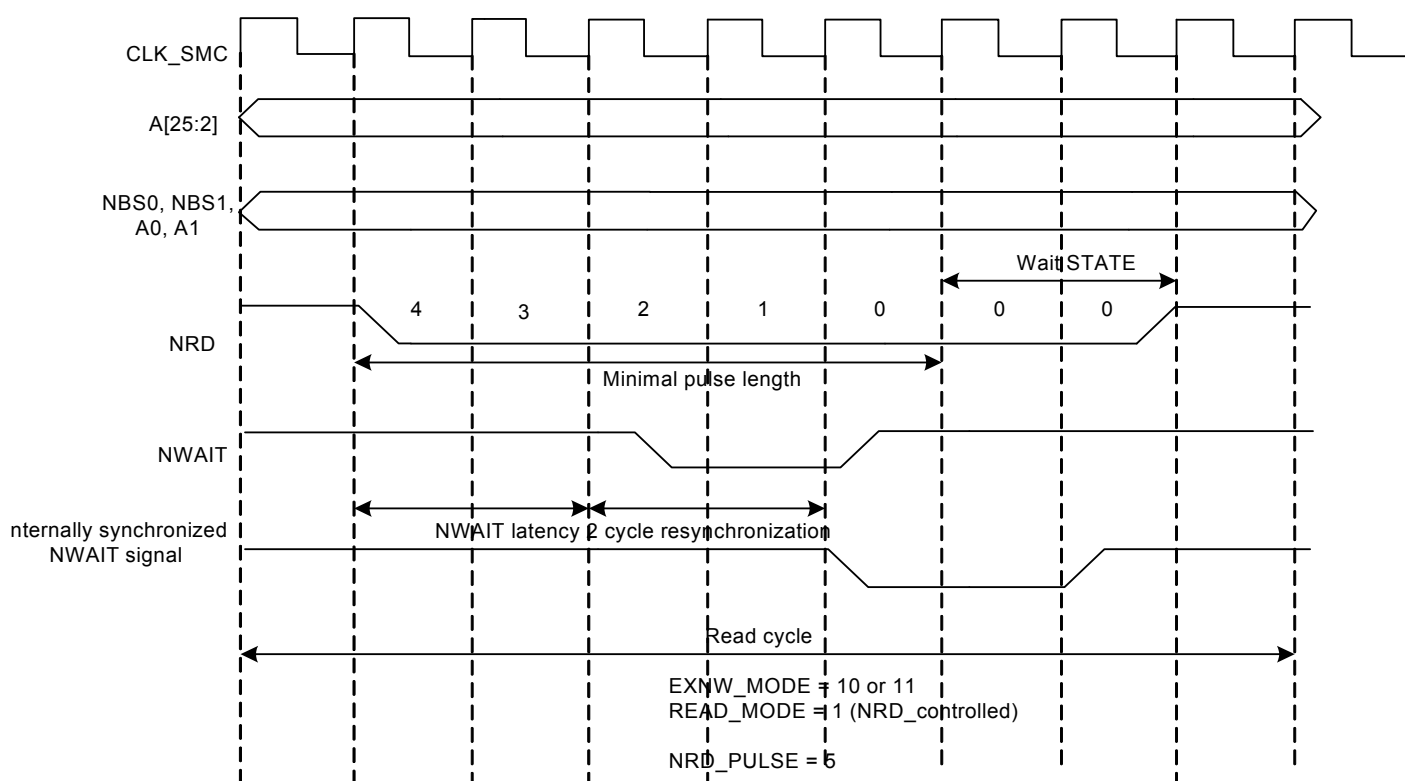 CLK_SMC
A[25:2]
NBS0, NBS1,
A0, A1
Wait STATE
4 3 2 1 0 0 0
NRD
Minimal pulse length
NWAIT
NWAIT latency 2 cycle resynchronization
nternally synchronized
NWAIT signal
Read cycle
EXNW_MODE = 10 or 11
READ_MODE = 1 (NRD_controlled)
NRD_PULSE = 5